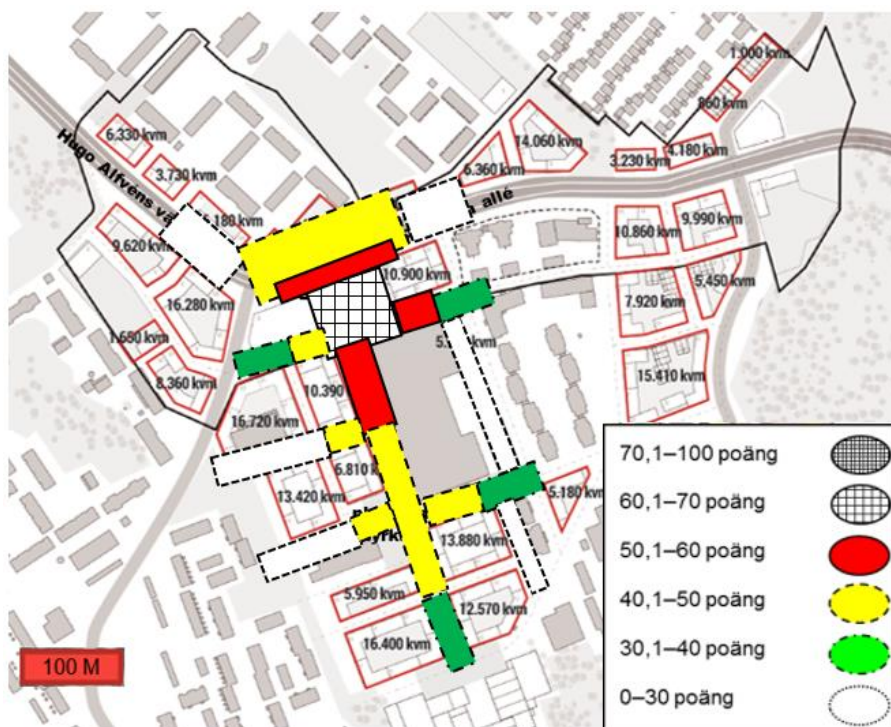 1.000 kvm
860 kvm
6.330 kvm
14.060 kvm
3.730 kvm
6.360 kvm
3.230 kvm
4.180 kvm
Hugo Alfvéns
allé
9.620 kvm
10.860 kvm
9.990 kvm
10.900 kvm
16.280 kvm
7.920 kvm
5.450 kvm
1.650 kvm
8.360 kvm
10.390
15.410 kvm
16.720 kvm
6.810
13.420 kvm
5.180 kvm
13.880 kvm
5.950 kvm
12.570 kvm
16.400 kvm
100 M
70,1–100 poäng
60,1–70 poäng
50,1–60 poäng
40,1–50 poäng
30,1–40 poäng
0–30 poäng